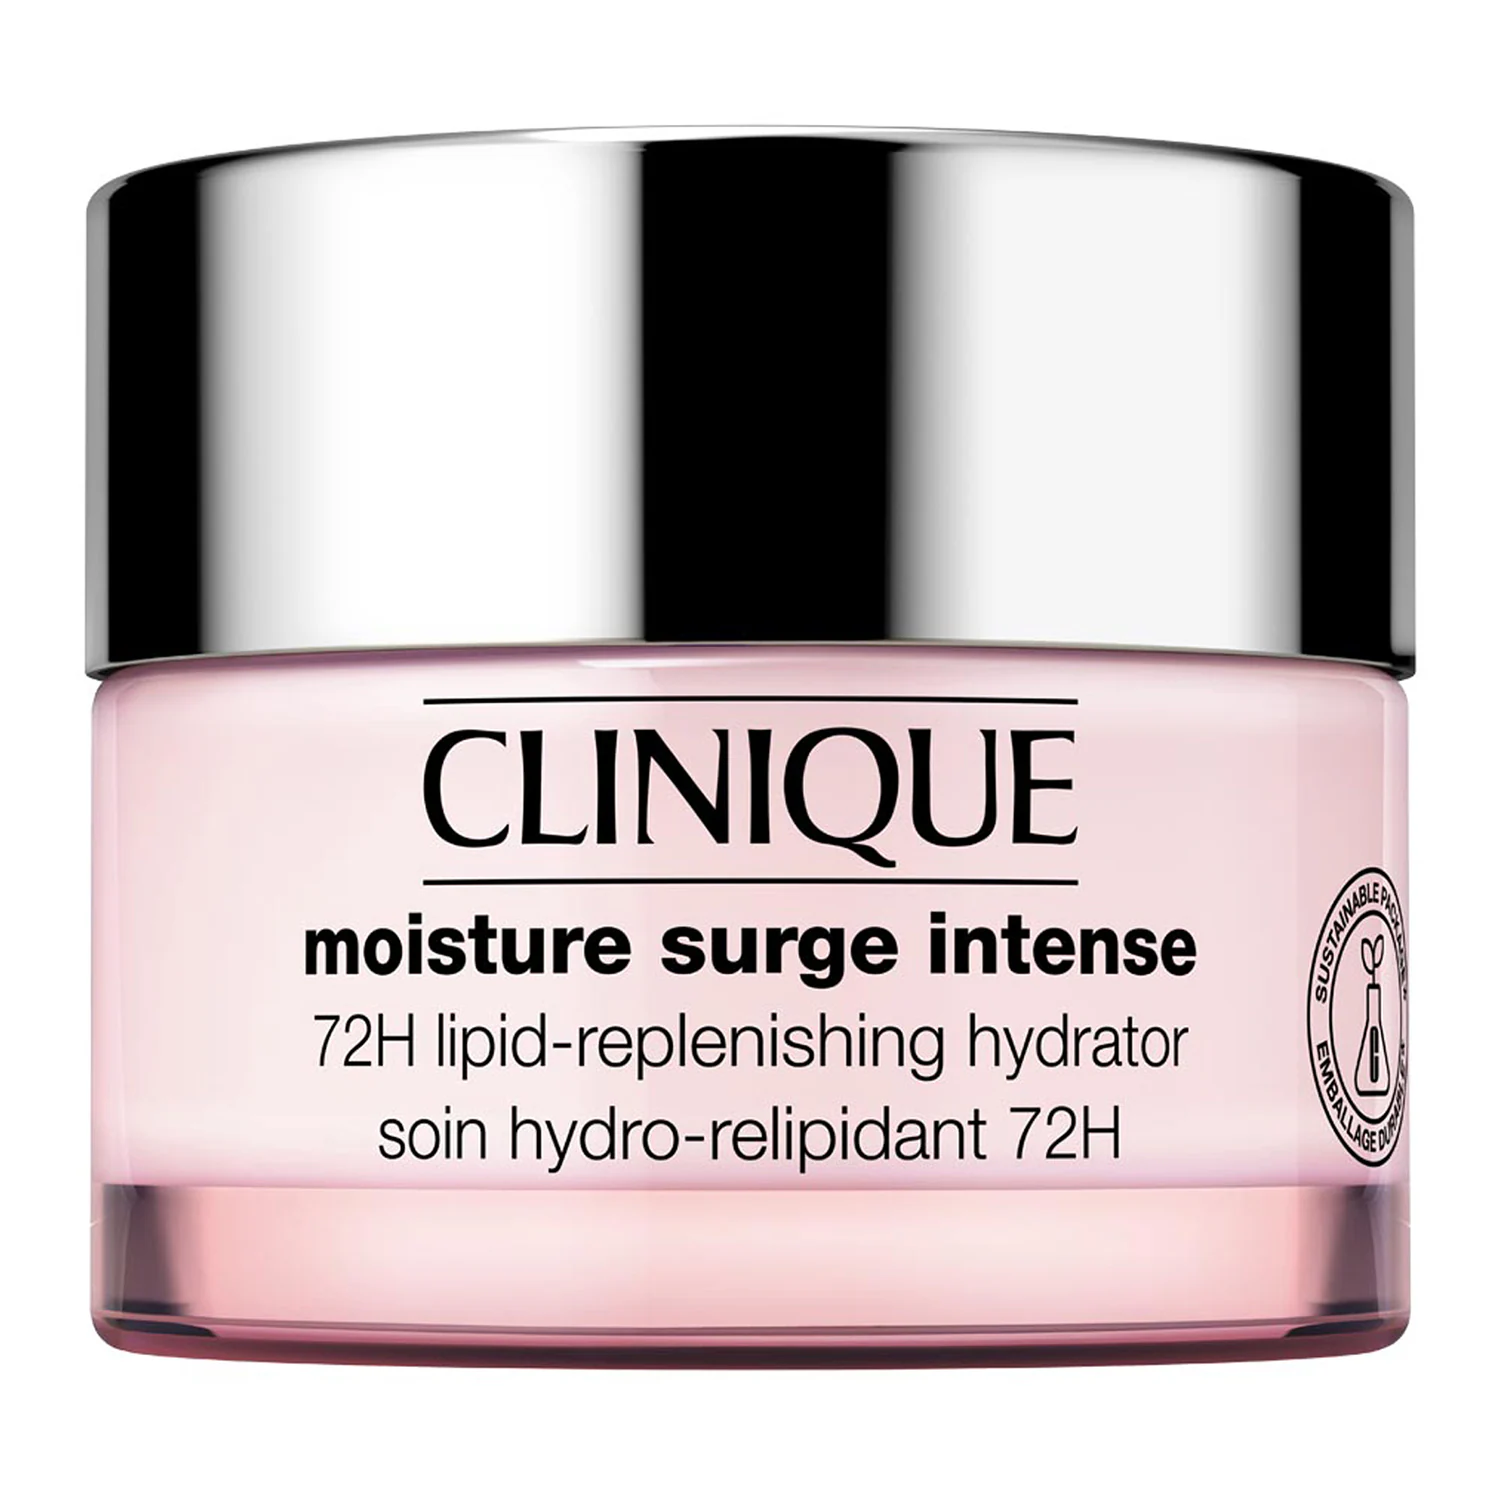 CLINIQUE
moisture surge intense
72H lipid-replenishing hydrator
soin hydro-relipidant 72H
SUSTAINABLE PACKAGING
EMBALLAGE DURABLE
C